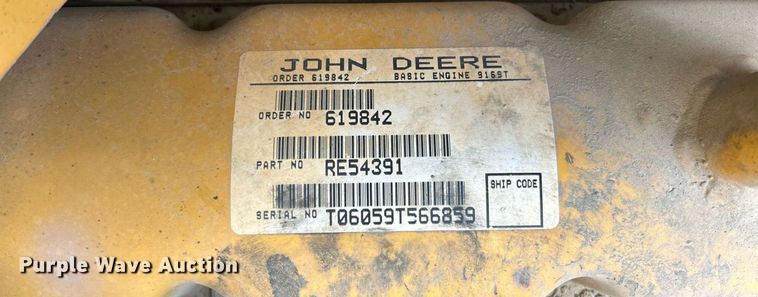 JOHN DEERE
ORDER 619842 BASIC ENGINE 9169T
ORDER NO 619842
PART NO RE54391
SHIP CODE
SERIAL NO T06059T566859
Purple Wave Auction